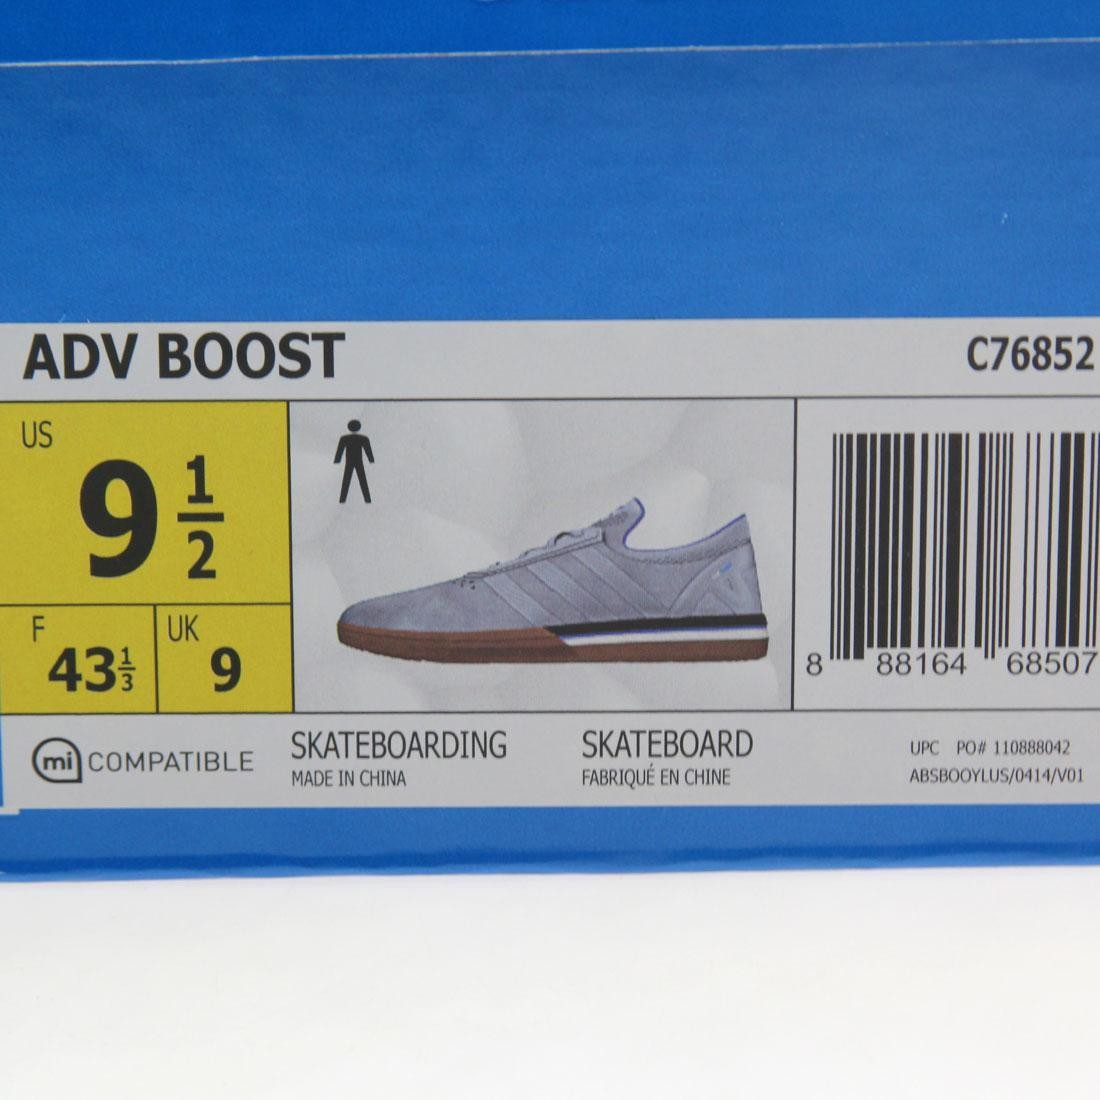 ADV BOOST
C76852
US
9 1/2
F
43 1/3
UK
9
8 88164 68507
mi COMPATIBLE
SKATEBOARDING
MADE IN CHINA
SKATEBOARD
FABRIQUÉ EN CHINE
UPC PO# 110888042
ABSBOOYLUS/0414/V01